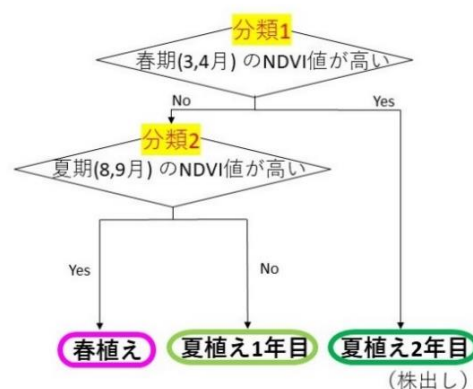 分類1
春期(3,4月) のNDVI値が高い
No
Yes
分類2
夏期(8,9月) のNDVI値が高い
Yes
No
春植え
夏植え1年目
夏植え2年目
(株出し)